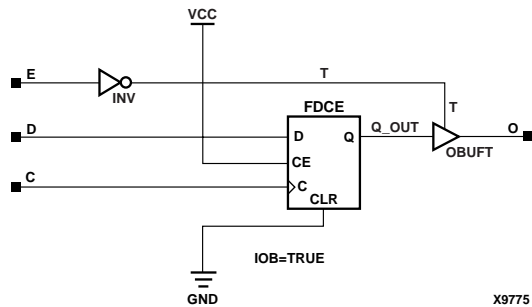 VCC
E
INV
T
T
FDCE
D
D
Q
Q_OUT
O
OBUFT
CE
C
C
CLR
IOB=TRUE
GND
X9775